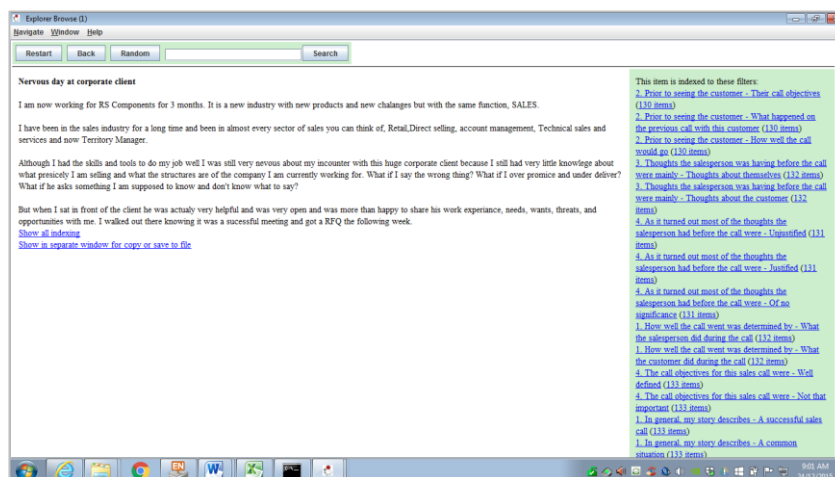 Explorer Browse (1)
Navigate Window Help
Restart Back Random Search
Nervous day at corporate client
I am now working for RS Components for 3 months. It is a new industry with new products and new chalanges but with the same function, SALES.
I have been in the sales industry for a long time and been in almost every sector of sales you can think of, Retail,Direct selling, account management, Technical sales and
services and now Territory Manager.
Although I had the skills and tools to do my job well I was still very nevous about my incounter with this huge corporate client because I still had very little knowlege about
what presicely I am selling and what the structures are of the company I am currently working for. What if I say the wrong thing? What if I over promise and under deliver?
What if he asks something I am supposed to know and don't know what to say?
But when I sat in front of the client he was actualy very helpful and was very open and was more than happy to share his work experiance, needs, wants, threats, and
opportunities with me. I walked out there knowing it was a sucessful meeting and got a RFQ the following week.
Show all indexing
Show in separate window for copy or save to file
This item is indexed to these filters:
2. Prior to seeing the customer - Their call objectives
(130 items)
2. Prior to seeing the customer - What happened on
the previous call with this customer (130 items)
2. Prior to seeing the customer - How well the call
would go (130 items)
3. Thoughts the salesperson was having before the call
were mainly - Thoughts about themselves (132 items)
3. Thoughts the salesperson was having before the call
were mainly - Thoughts about the customer (132
items)
4. As it turned out most of the thoughts the
salesperson had before the call were - Unjustified (131
items)
4. As it turned out most of the thoughts the
salesperson had before the call were - Justified (131
items)
4. As it turned out most of the thoughts the
salesperson had before the call were - Of no
significance (131 items)
1. How well the call went was determined by - What
the salesperson did during the call (132 items)
1. How well the call went was determined by - What
the customer did during the call (132 items)
4. The call objectives for this sales call were - Well
defined (133 items)
4. The call objectives for this sales call were - Not that
important (133 items)
1. In general, my story describes - A successful sales
call (133 items)
1. In general, my story describes - A common
situation (133 items)
EN
9:01 AM